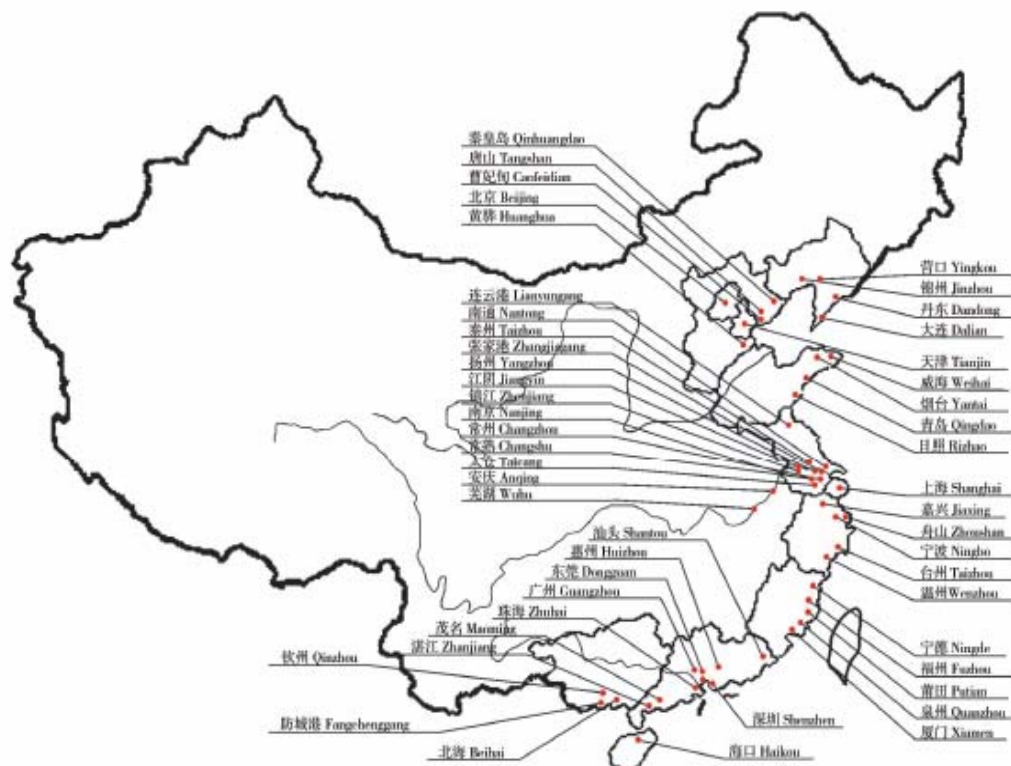 秦皇岛 Qinhuangdao
唐山 Tangshan
曹妃甸 Caofeidian
北京 Beijing
黄骅 Huanghua
连云港 Lianyungang
南通 Nantong
泰州 Taizhou
张家港 Zhangjiagang
扬州 Yangzhou
江阴 Jiangyin
镇江 Zhenjiang
南京 Nanjing
常州 Changzhou
常熟 Changshu
太仓 Taicang
安庆 Anqing
芜湖 Wuhu
营口 Yingkou
锦州 Jinzhou
丹东 Dandong
大连 Dalian
天津 Tianjin
威海 Weihai
烟台 Yantai
青岛 Qingdao
日照 Rizhao
上海 Shanghai
嘉兴 Jiaxing
舟山 Zhoushan
宁波 Ningbo
台州 Taizhou
温州 Wenzhou
宁德 Ningde
福州 Fuzhou
莆田 Putian
泉州 Quanzhou
厦门 Xiamen
汕头 Shantou
惠州 Huizhou
东莞 Dongguan
广州 Guangzhou
珠海 Zhuhai
茂名 Maoming
湛江 Zhanjiang
钦州 Qinzhou
防城港 Fangchenggang
北海 Beihai
深圳 Shenzhen
海口 Haikou